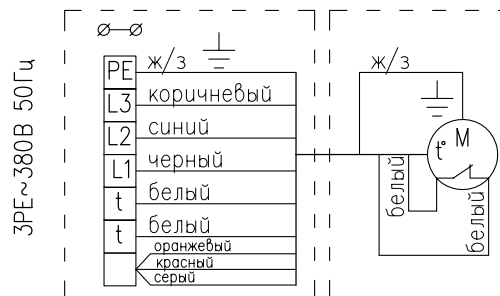 3PE~380В 50Гц
PE
ж/з
L3
коричневый
L2
синий
L1
черный
t
белый
t
белый
оранжевый
красный
серый
ж/з
t° M
белый
белый